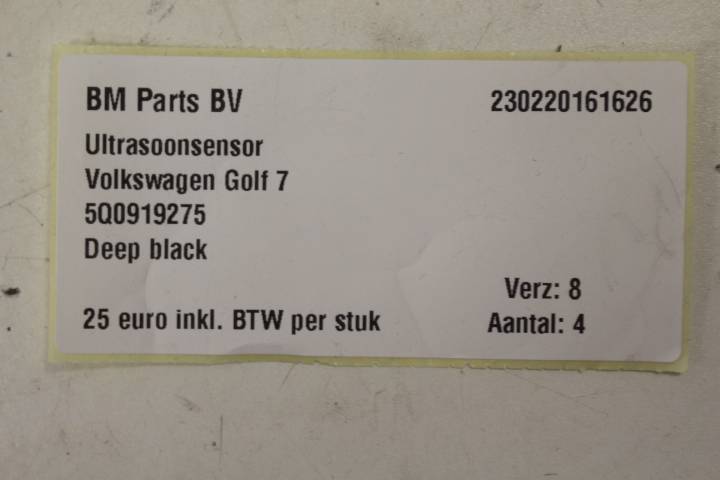 BM Parts BV 230220161626
Ultrasoonsensor
Volkswagen Golf 7
5Q0919275
Deep black
Verz: 8
25 euro inkl. BTW per stuk Aantal: 4